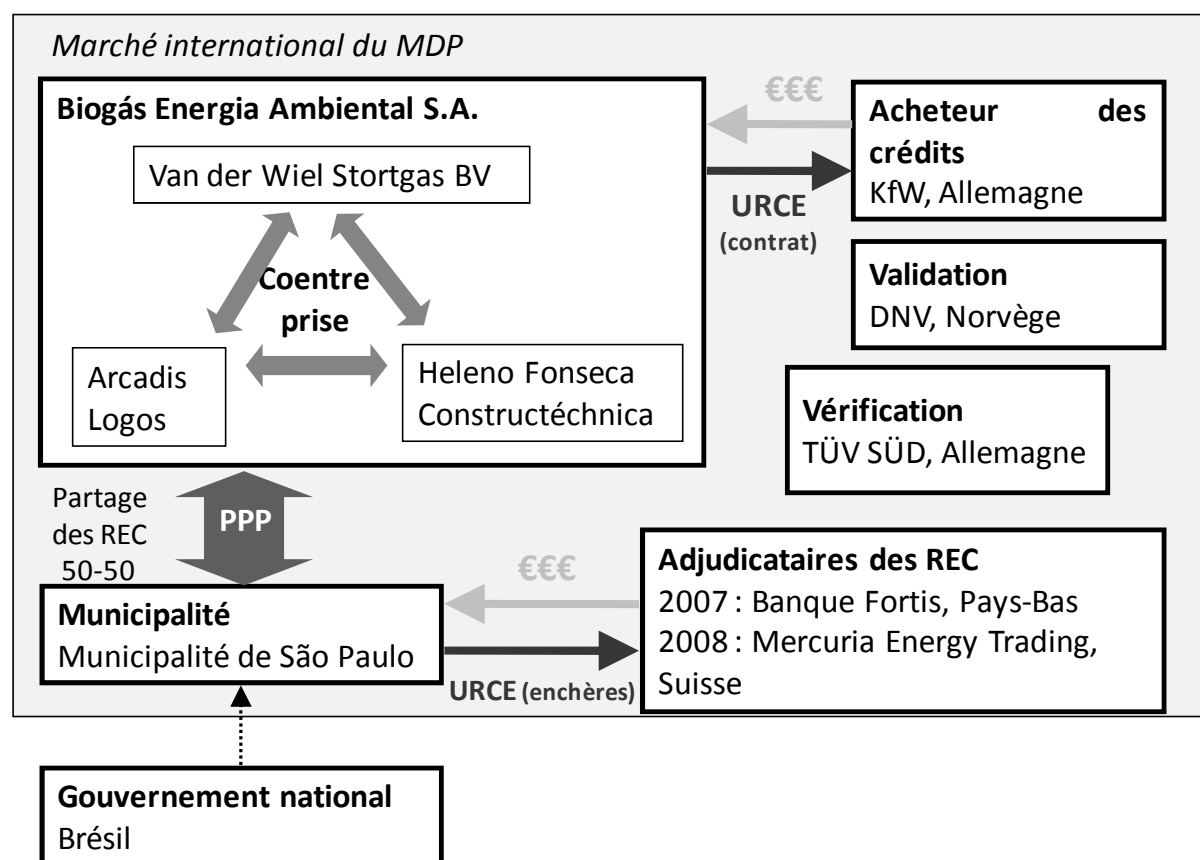 Marché international du MDP
Biogás Energia Ambiental S.A.
Van der Wiel Stortgas BV
Coentre
prise
Arcadis
Logos
Heleno Fonseca
Constructéchnica
€€€
URCE
(contrat)
Acheteur des
crédits
KfW, Allemagne
Validation
DNV, Norvège
Vérification
TÜV SÜD, Allemagne
Partage
des REC
50-50
PPP
Municipalité
Municipalité de São Paulo
€€€
URCE (enchères)
Adjudicataires des REC
2007 : Banque Fortis, Pays-Bas
2008 : Mercuria Energy Trading,
Suisse
Gouvernement national
Brésil